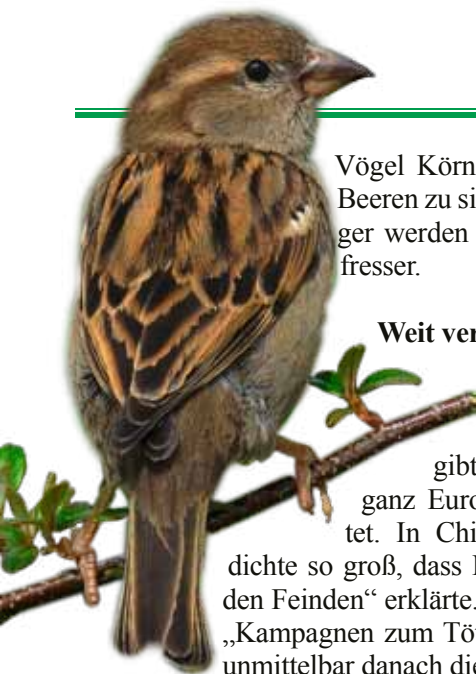 Vögel Körn
Beeren zu si
ger werden
fresser.
Weit ver
gibt
ganz Euro
tet. In Chi
dichte so groß, dass
den Feinden“ erklärte.
„Kampagnen zum Tö
unmittelbar danach die